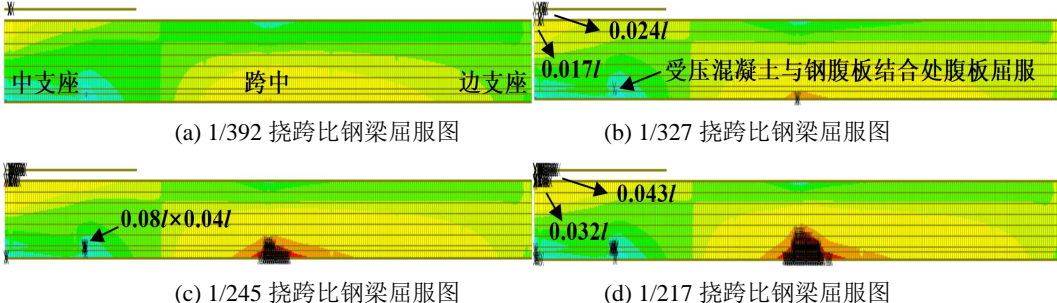 中支座
跨中
边支座
(a) 1/392 挠跨比钢梁屈服图
0.024l
0.017l
受压混凝土与钢腹板结合处腹板屈服
(b) 1/327 挠跨比钢梁屈服图
0.08l×0.04l
(c) 1/245 挠跨比钢梁屈服图
0.043l
0.032l
(d) 1/217 挠跨比钢梁屈服图